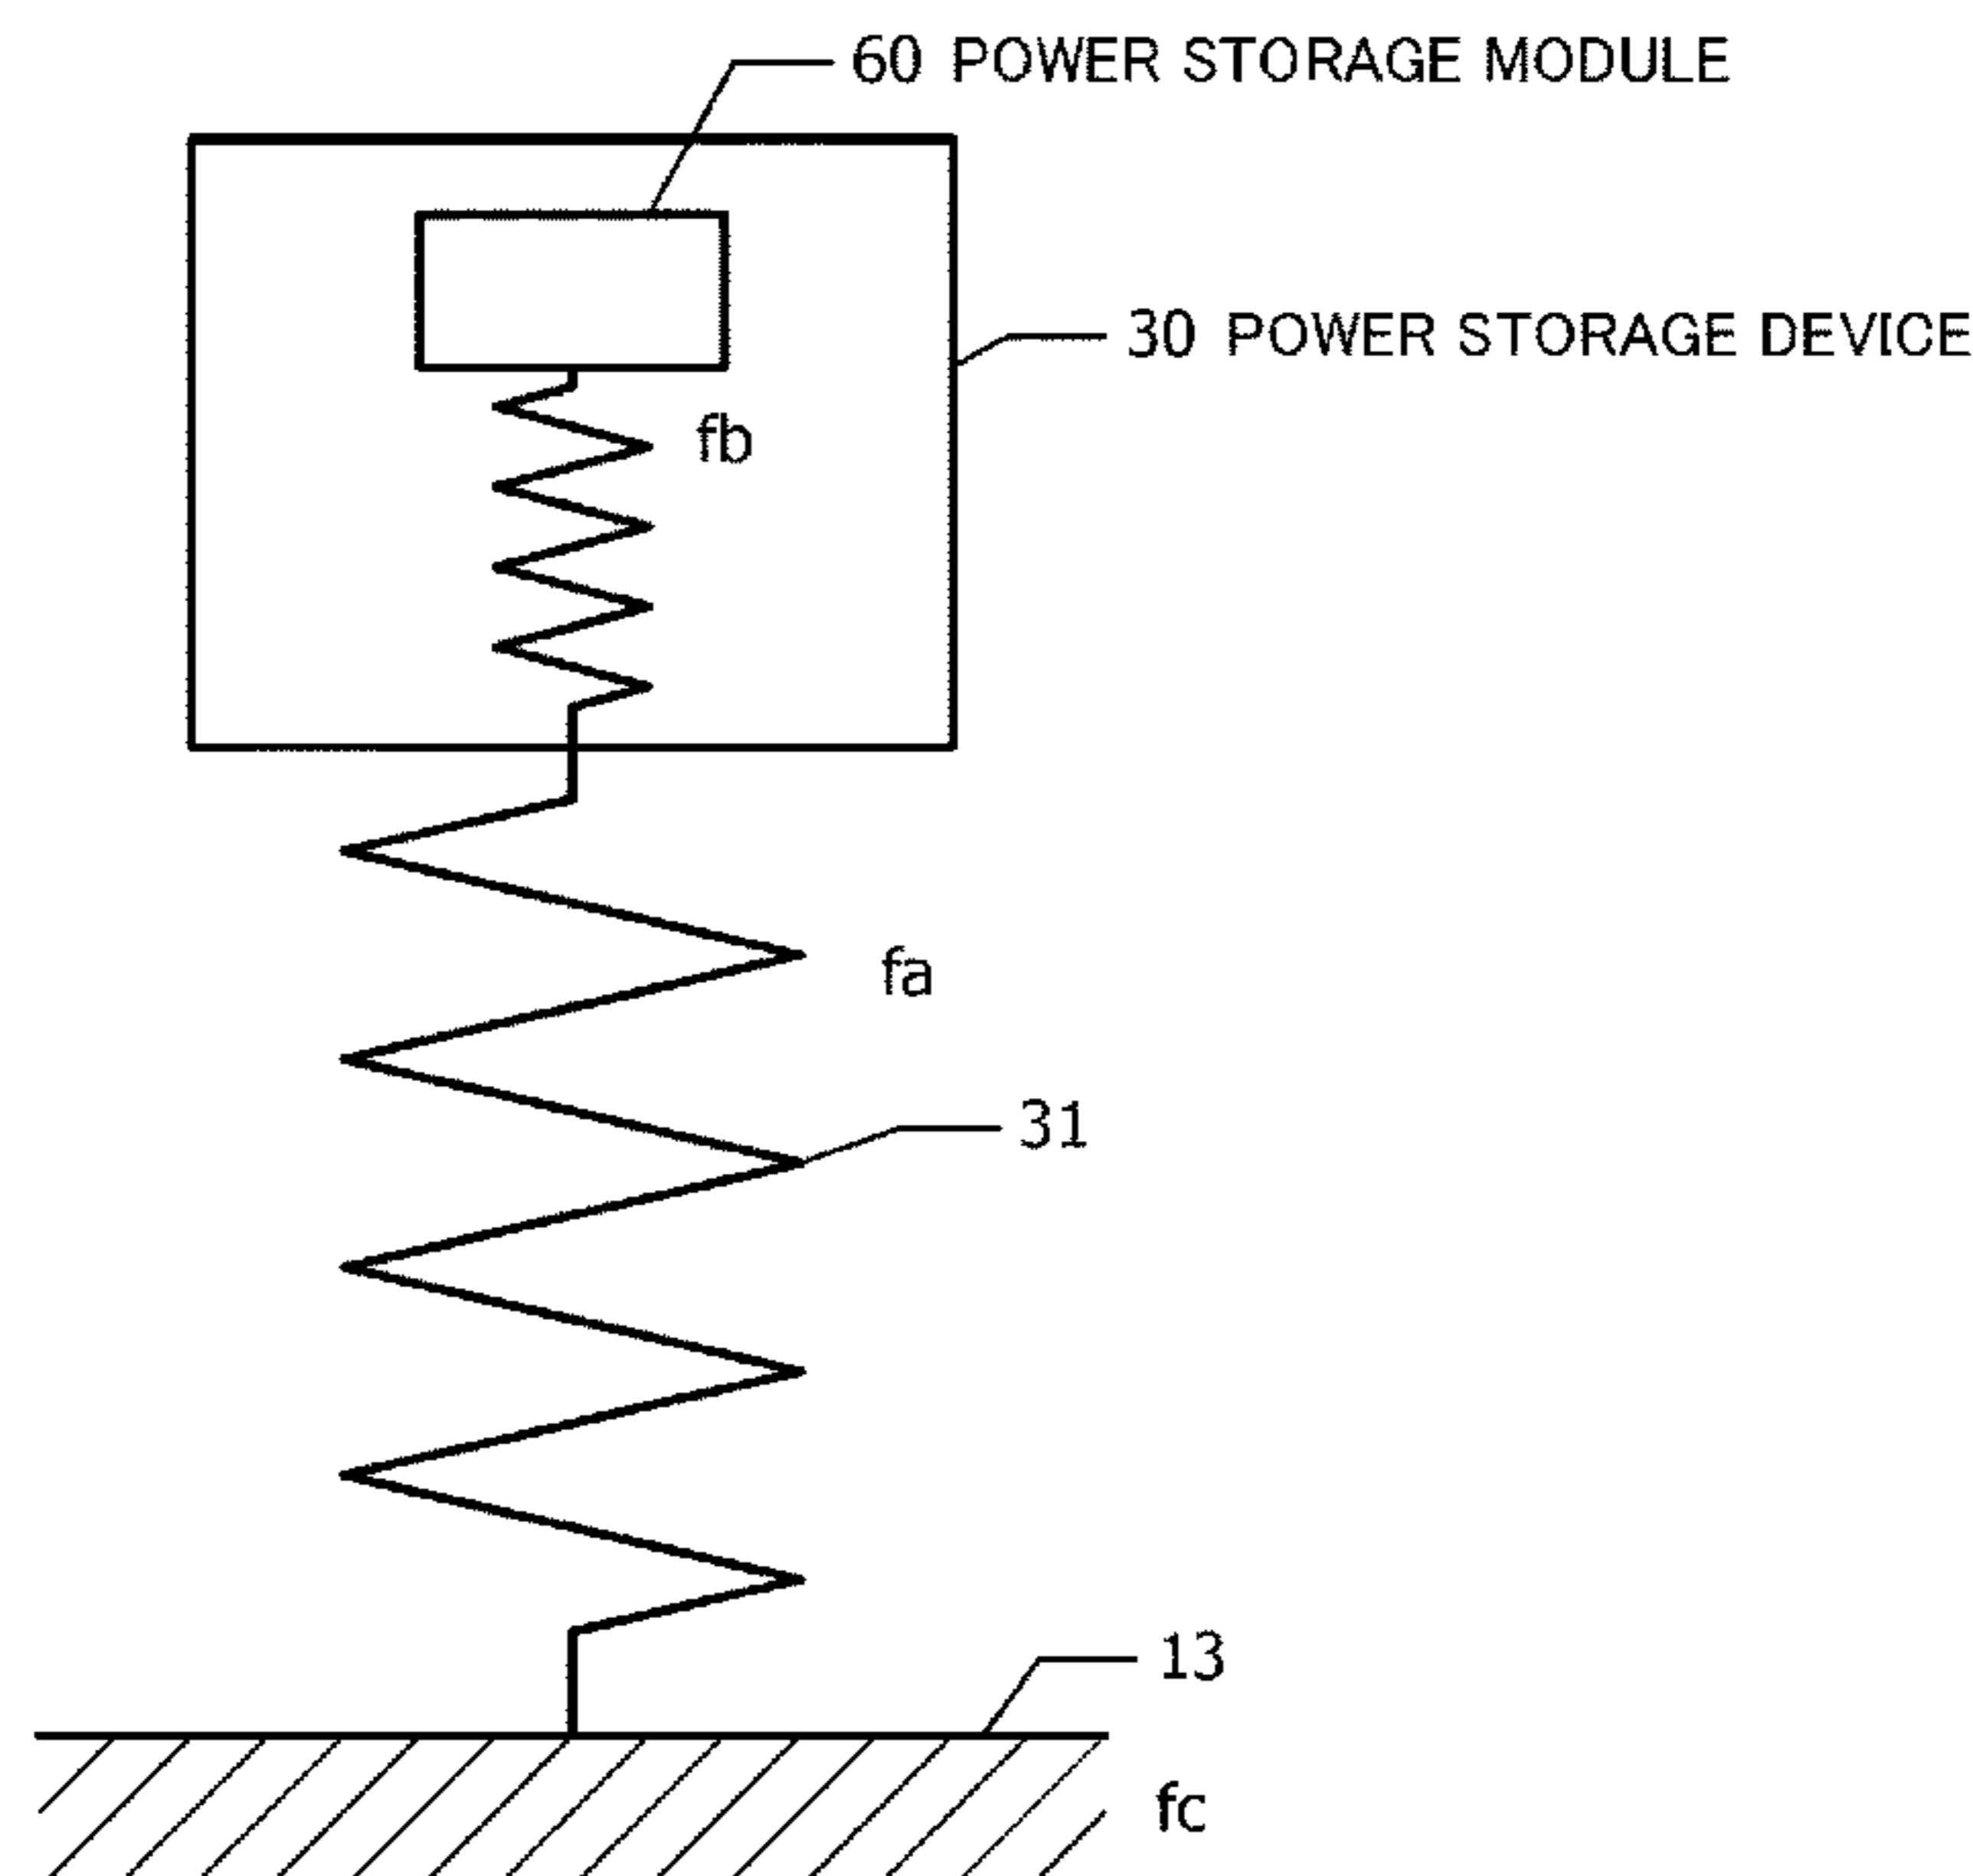 60 POWER STORAGE MODULE
30 POWER STORAGE DEVICE
fb
fa
31
13
fc